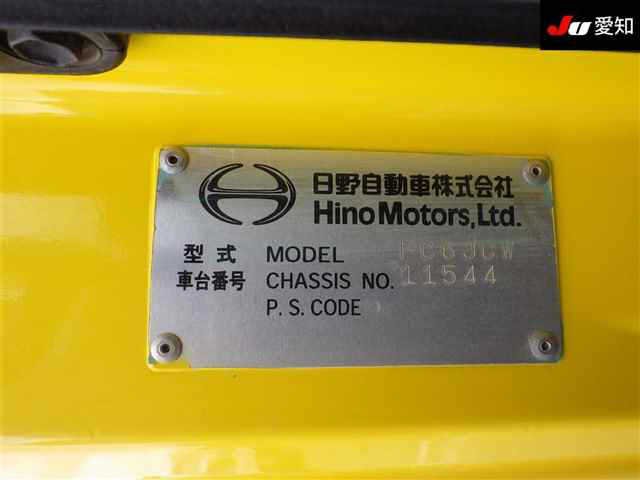 JU 愛知
日野自動車株式会社
Hino Motors, Ltd.
型式 MODEL FC6JCW
車台番号 CHASSIS NO. 11544
P.S.CODE